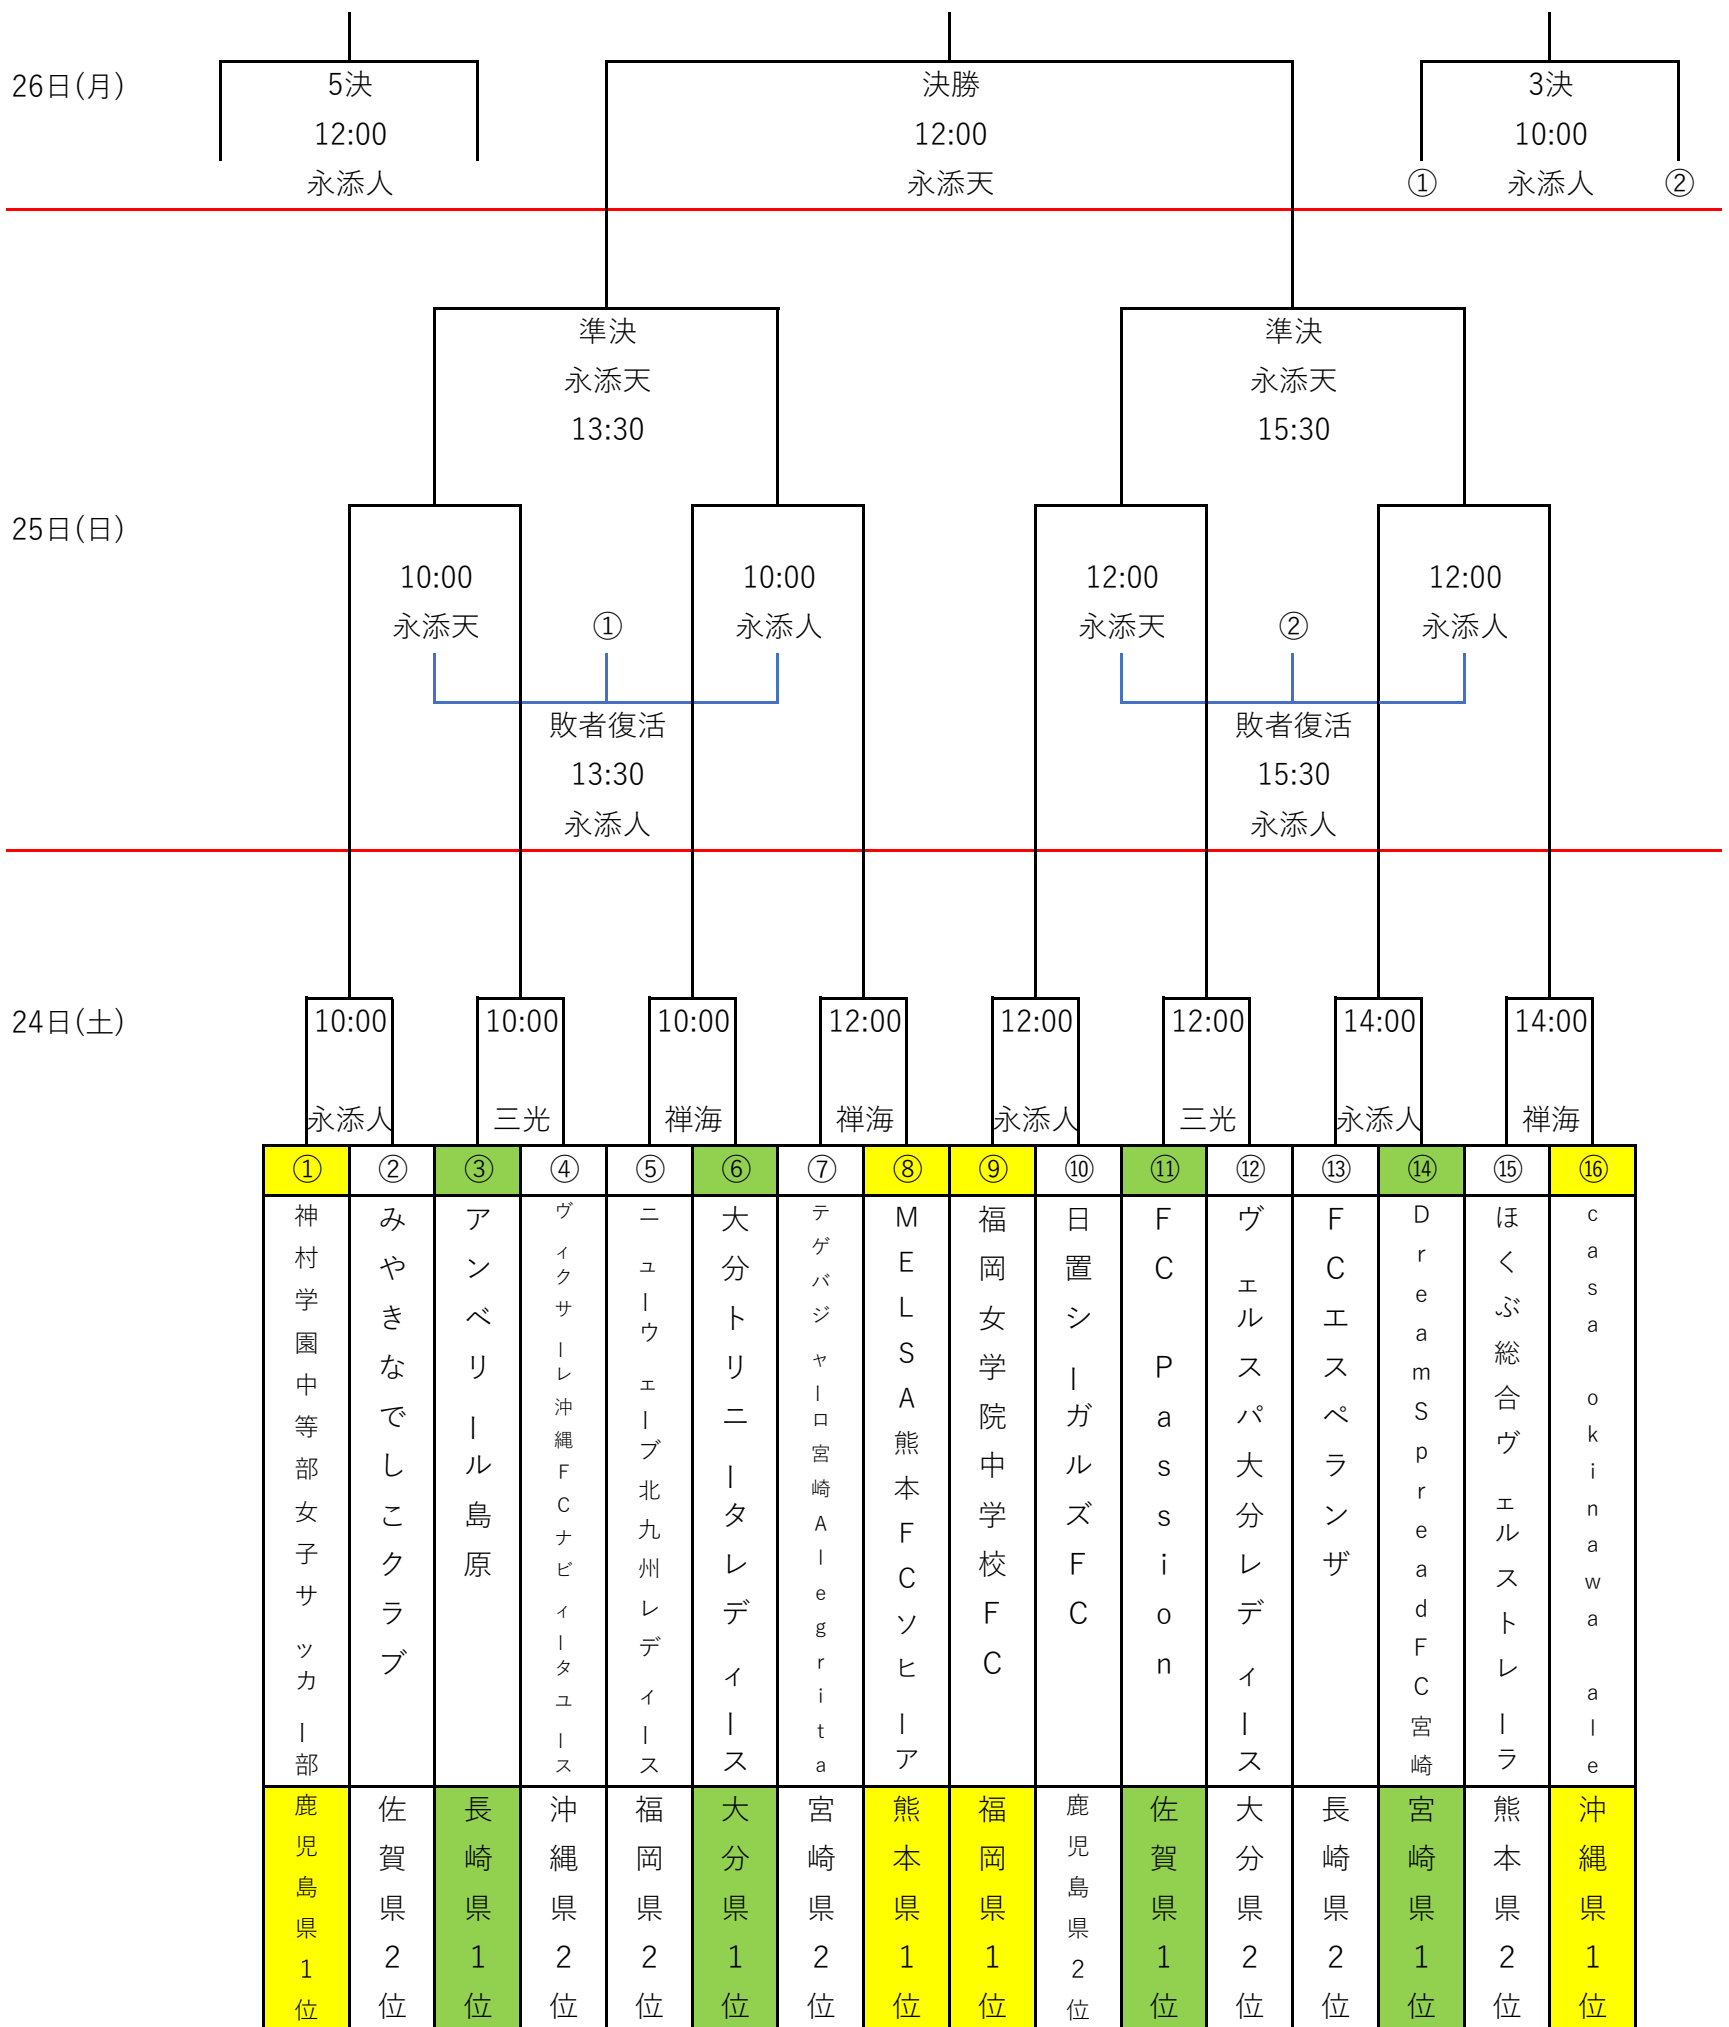 26日(月)
5決
決勝
3決
12:00
12:00
10:00
永添人
永添天
①
永添人
②
準決
準決
永添天
永添天
13:30
15:30
25日(日)
10:00
10:00
12:00
12:00
永添天
①
永添人
永添天
②
永添人
敗者復活
敗者復活
13:30
15:30
永添人
永添人
24日(土)
10:00
10:00
10:00
12:00
12:00
12:00
14:00
14:00
永添人
三光
禅海
禅海
永添人
三光
永添人
禅海
①
②
③
④
⑤
⑥
⑦
⑧
⑨
⑩
⑪
⑫
⑬
⑭
⑮
⑯
神村学園中等部女子サッカー部
みやきなでしこクラブ
アンベリール島原
ヴィクサーレ沖縄FCナビィータユース
ニューウェーブ北九州レディース
大分トリニータレディース
テゲバジャーロ宮崎Alegrita
MELSA熊本FCソヒーア
福岡女学院中学校FC
日置シーガルズFC
FC Passion
ヴェルスパ大分レディース
FCエスペランザ
DreamSpreadFC宮崎
ほくぶ総合ヴェルストレーラ
casa okinawa ale
鹿児島県1位
佐賀県2位
長崎県1位
沖縄県2位
福岡県2位
大分県1位
宮崎県2位
熊本県1位
福岡県1位
鹿児島県2位
佐賀県1位
大分県2位
長崎県2位
宮崎県1位
熊本県2位
沖縄県1位